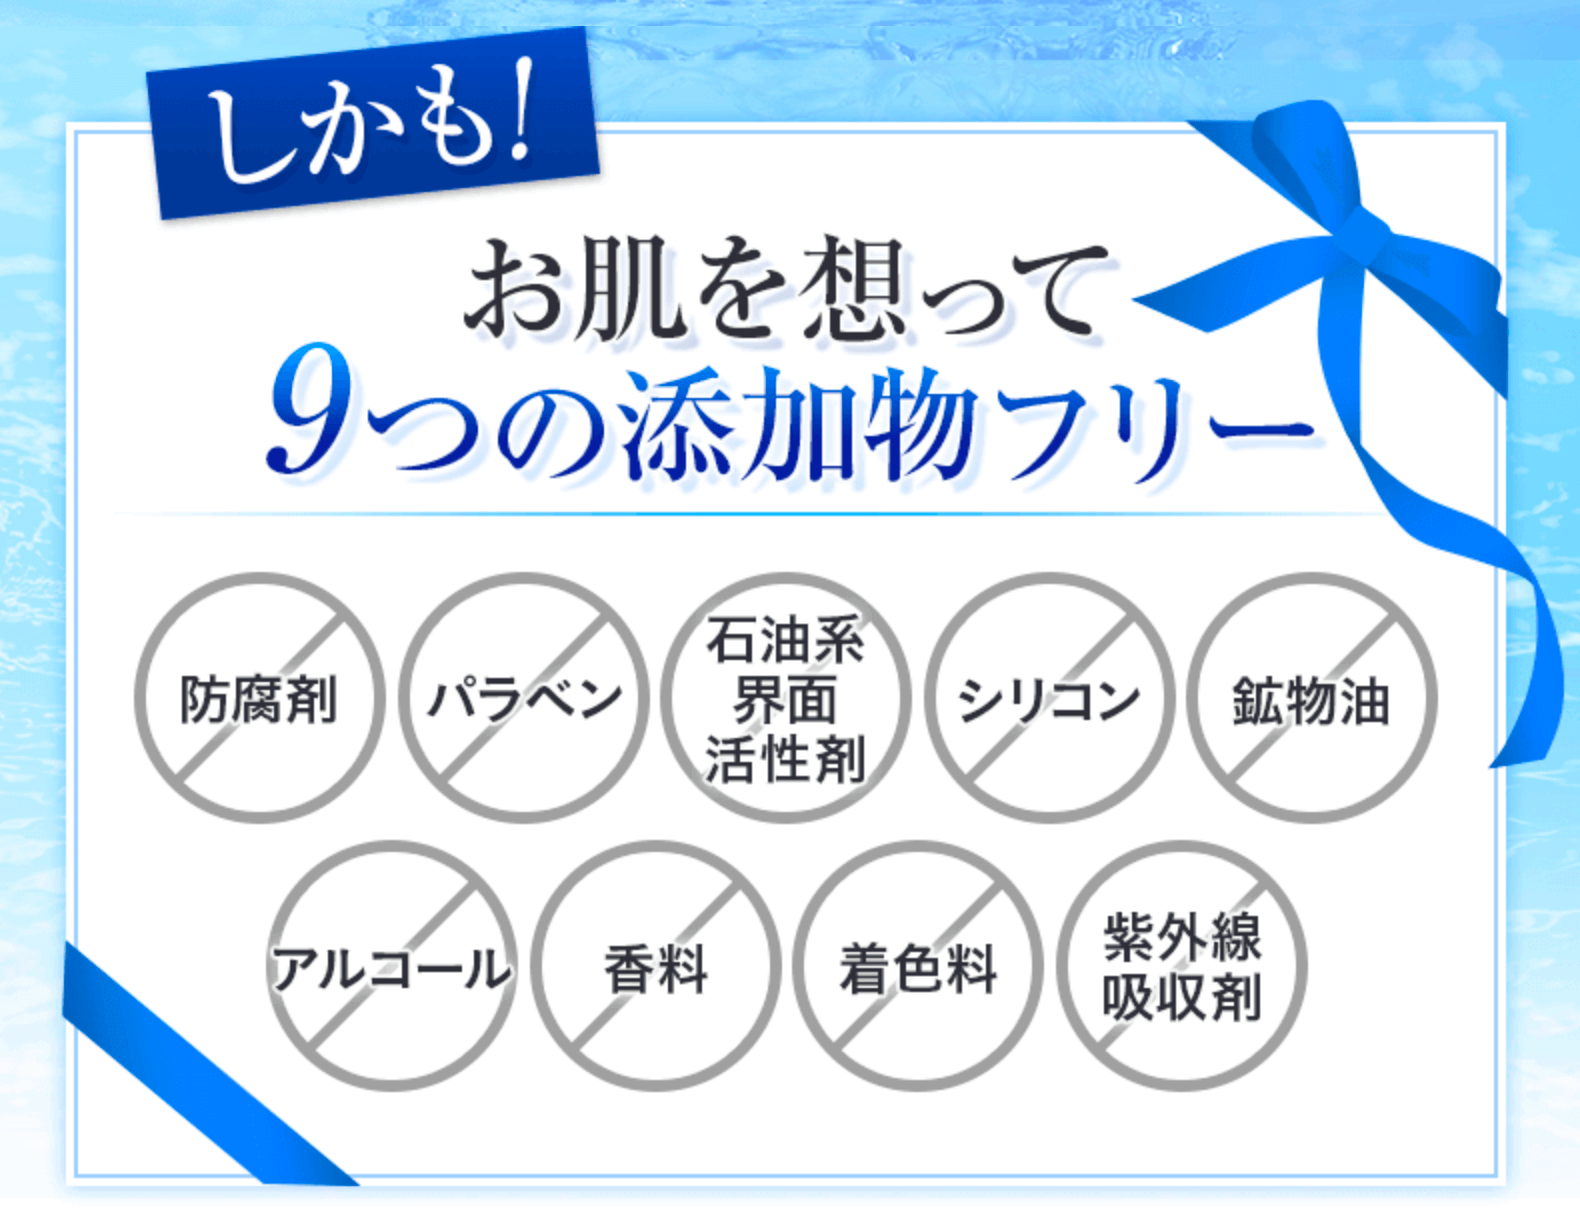 しかも!
お肌を想って
9つの添加物フリー
防腐剤
パラベン
石油系
界面
活性剤
シリコン
鉱物油
アルコール
香料
着色料
紫外線
吸収剤